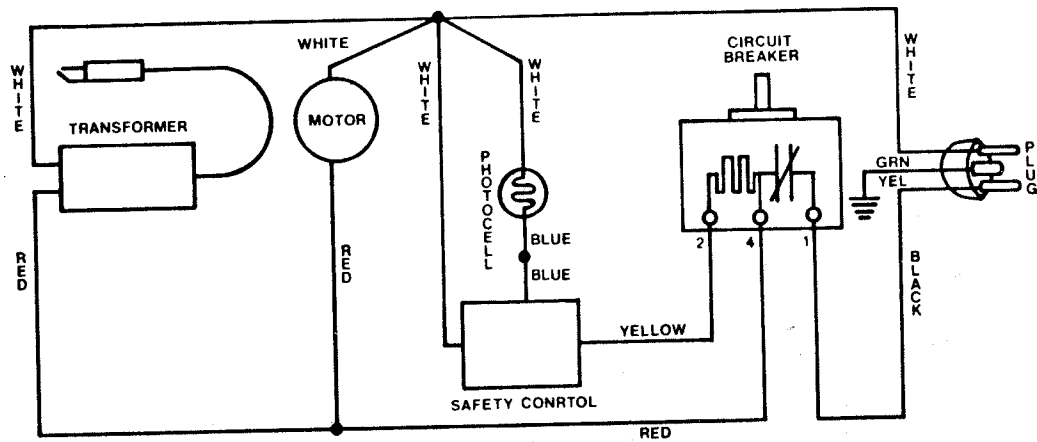 WHITE
CIRCUIT
BREAKER
WHITE
WHITE
WHITE
WHITE
TRANSFORMER
MOTOR
PHOTOCELL
GRN
YEL
PLUG
BLUE
2
4
1
RED
RED
BLUE
BLACK
YELLOW
SAFETY CONRTOL
RED